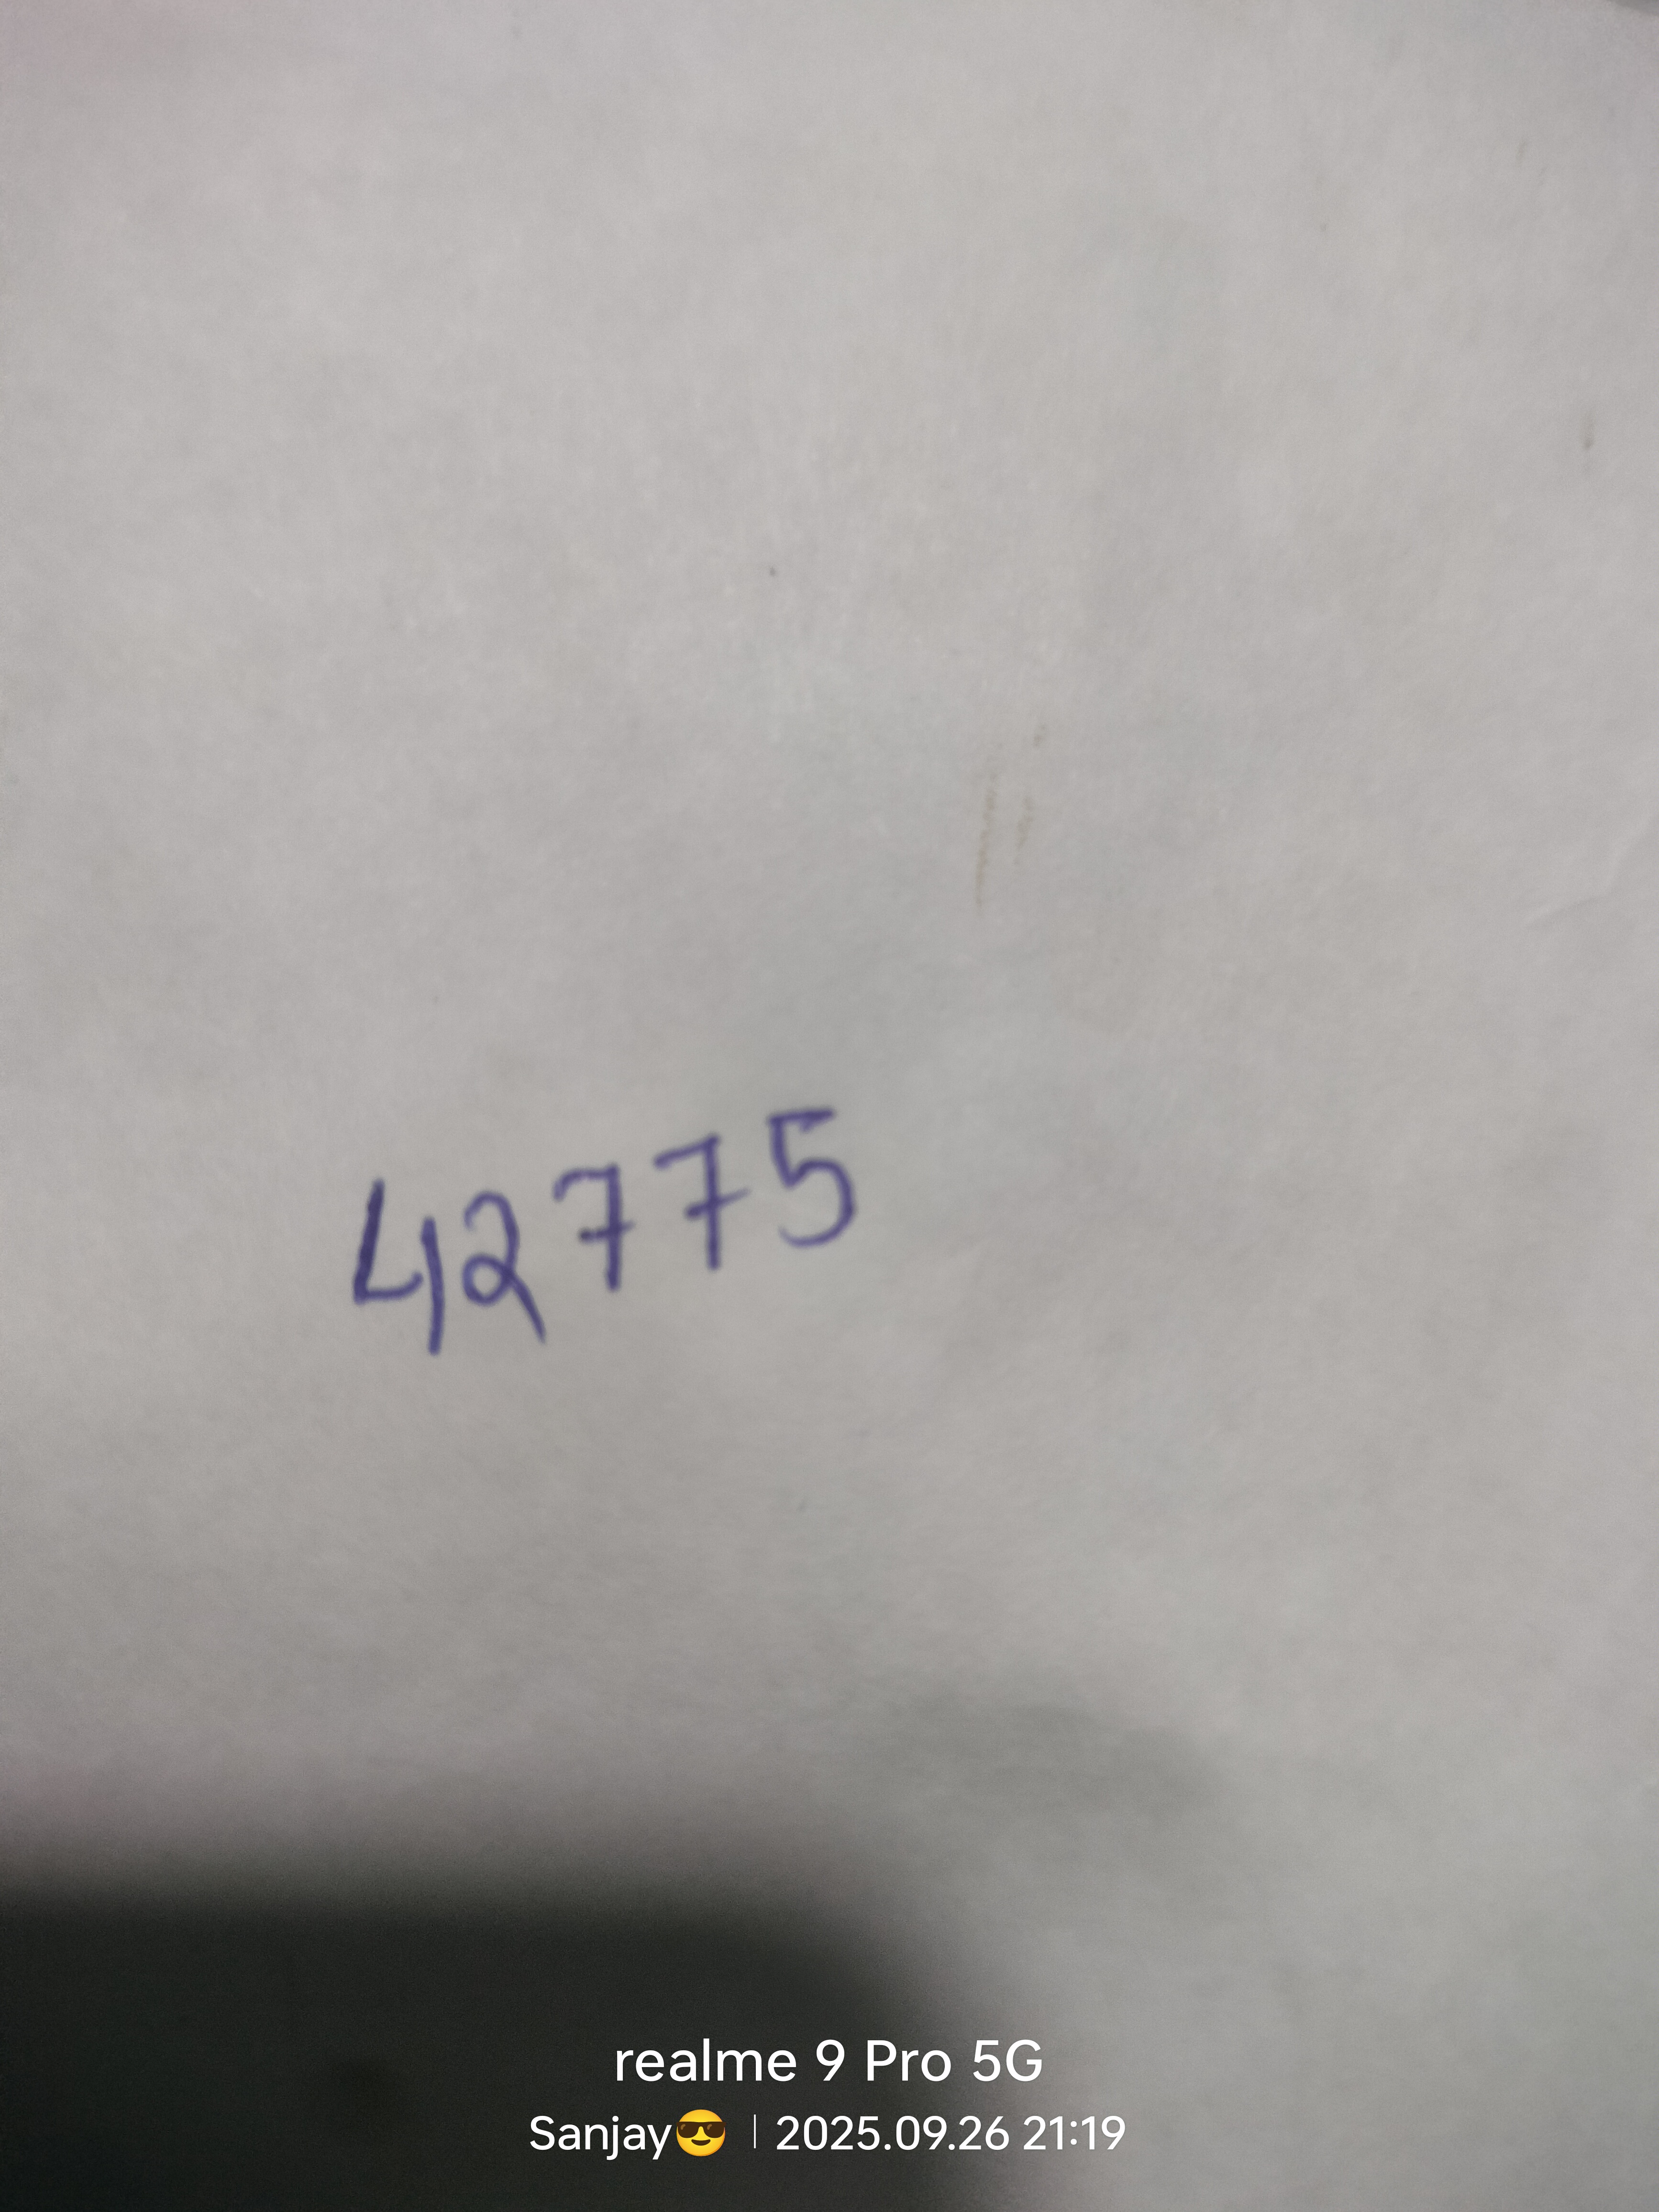 42775
realme 9 Pro 5G
Sanjay😎 | 2025.09.26 21:19